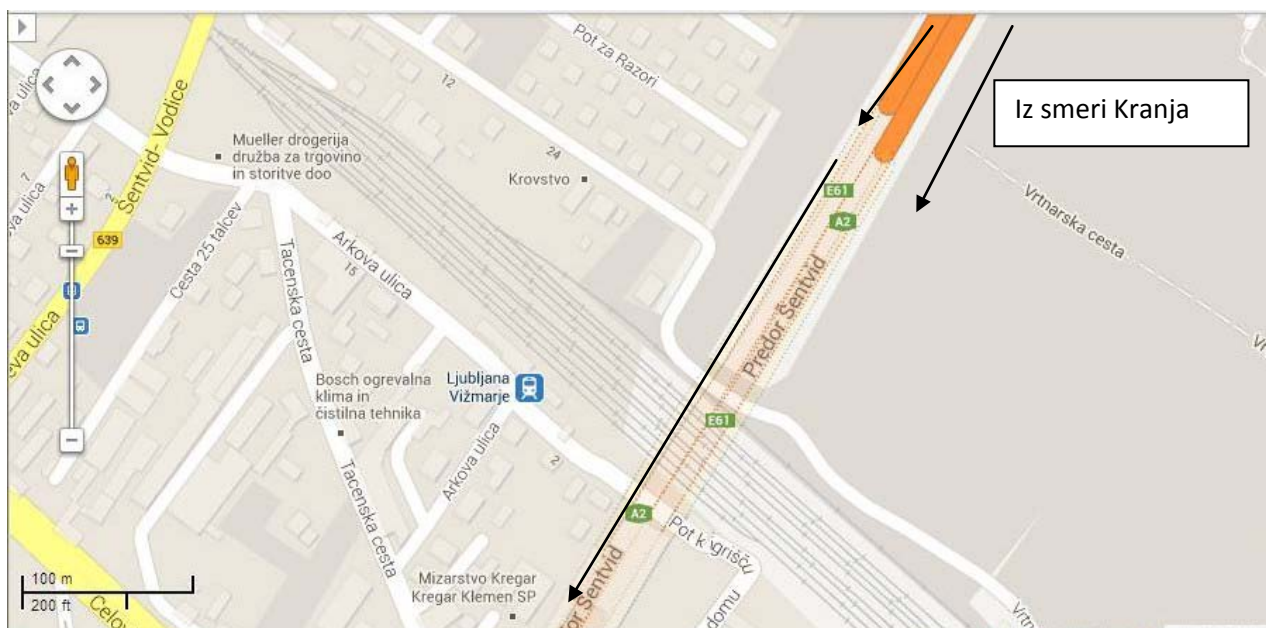 Iz smeri Kranja
Pot za Razori
12
24
Krovstvo
Mueller drogerija
družba za trgovino
in storitve doo
Šentvid - Vodice
639
7
2
Cesta 25 talcev
Tacenska cesta
Arkova ulica
15
E61
A2
Predor Šentvid
Vrtnarska cesta
Bosch ogrevalna
klima in
čistilna tehnika
Ljubljana
Vižmarje
E61
Arkova ulica
2
A2
Tacenska cesta
Mizarstvo Kregar
Kregar Klemen SP
100 m
200 ft